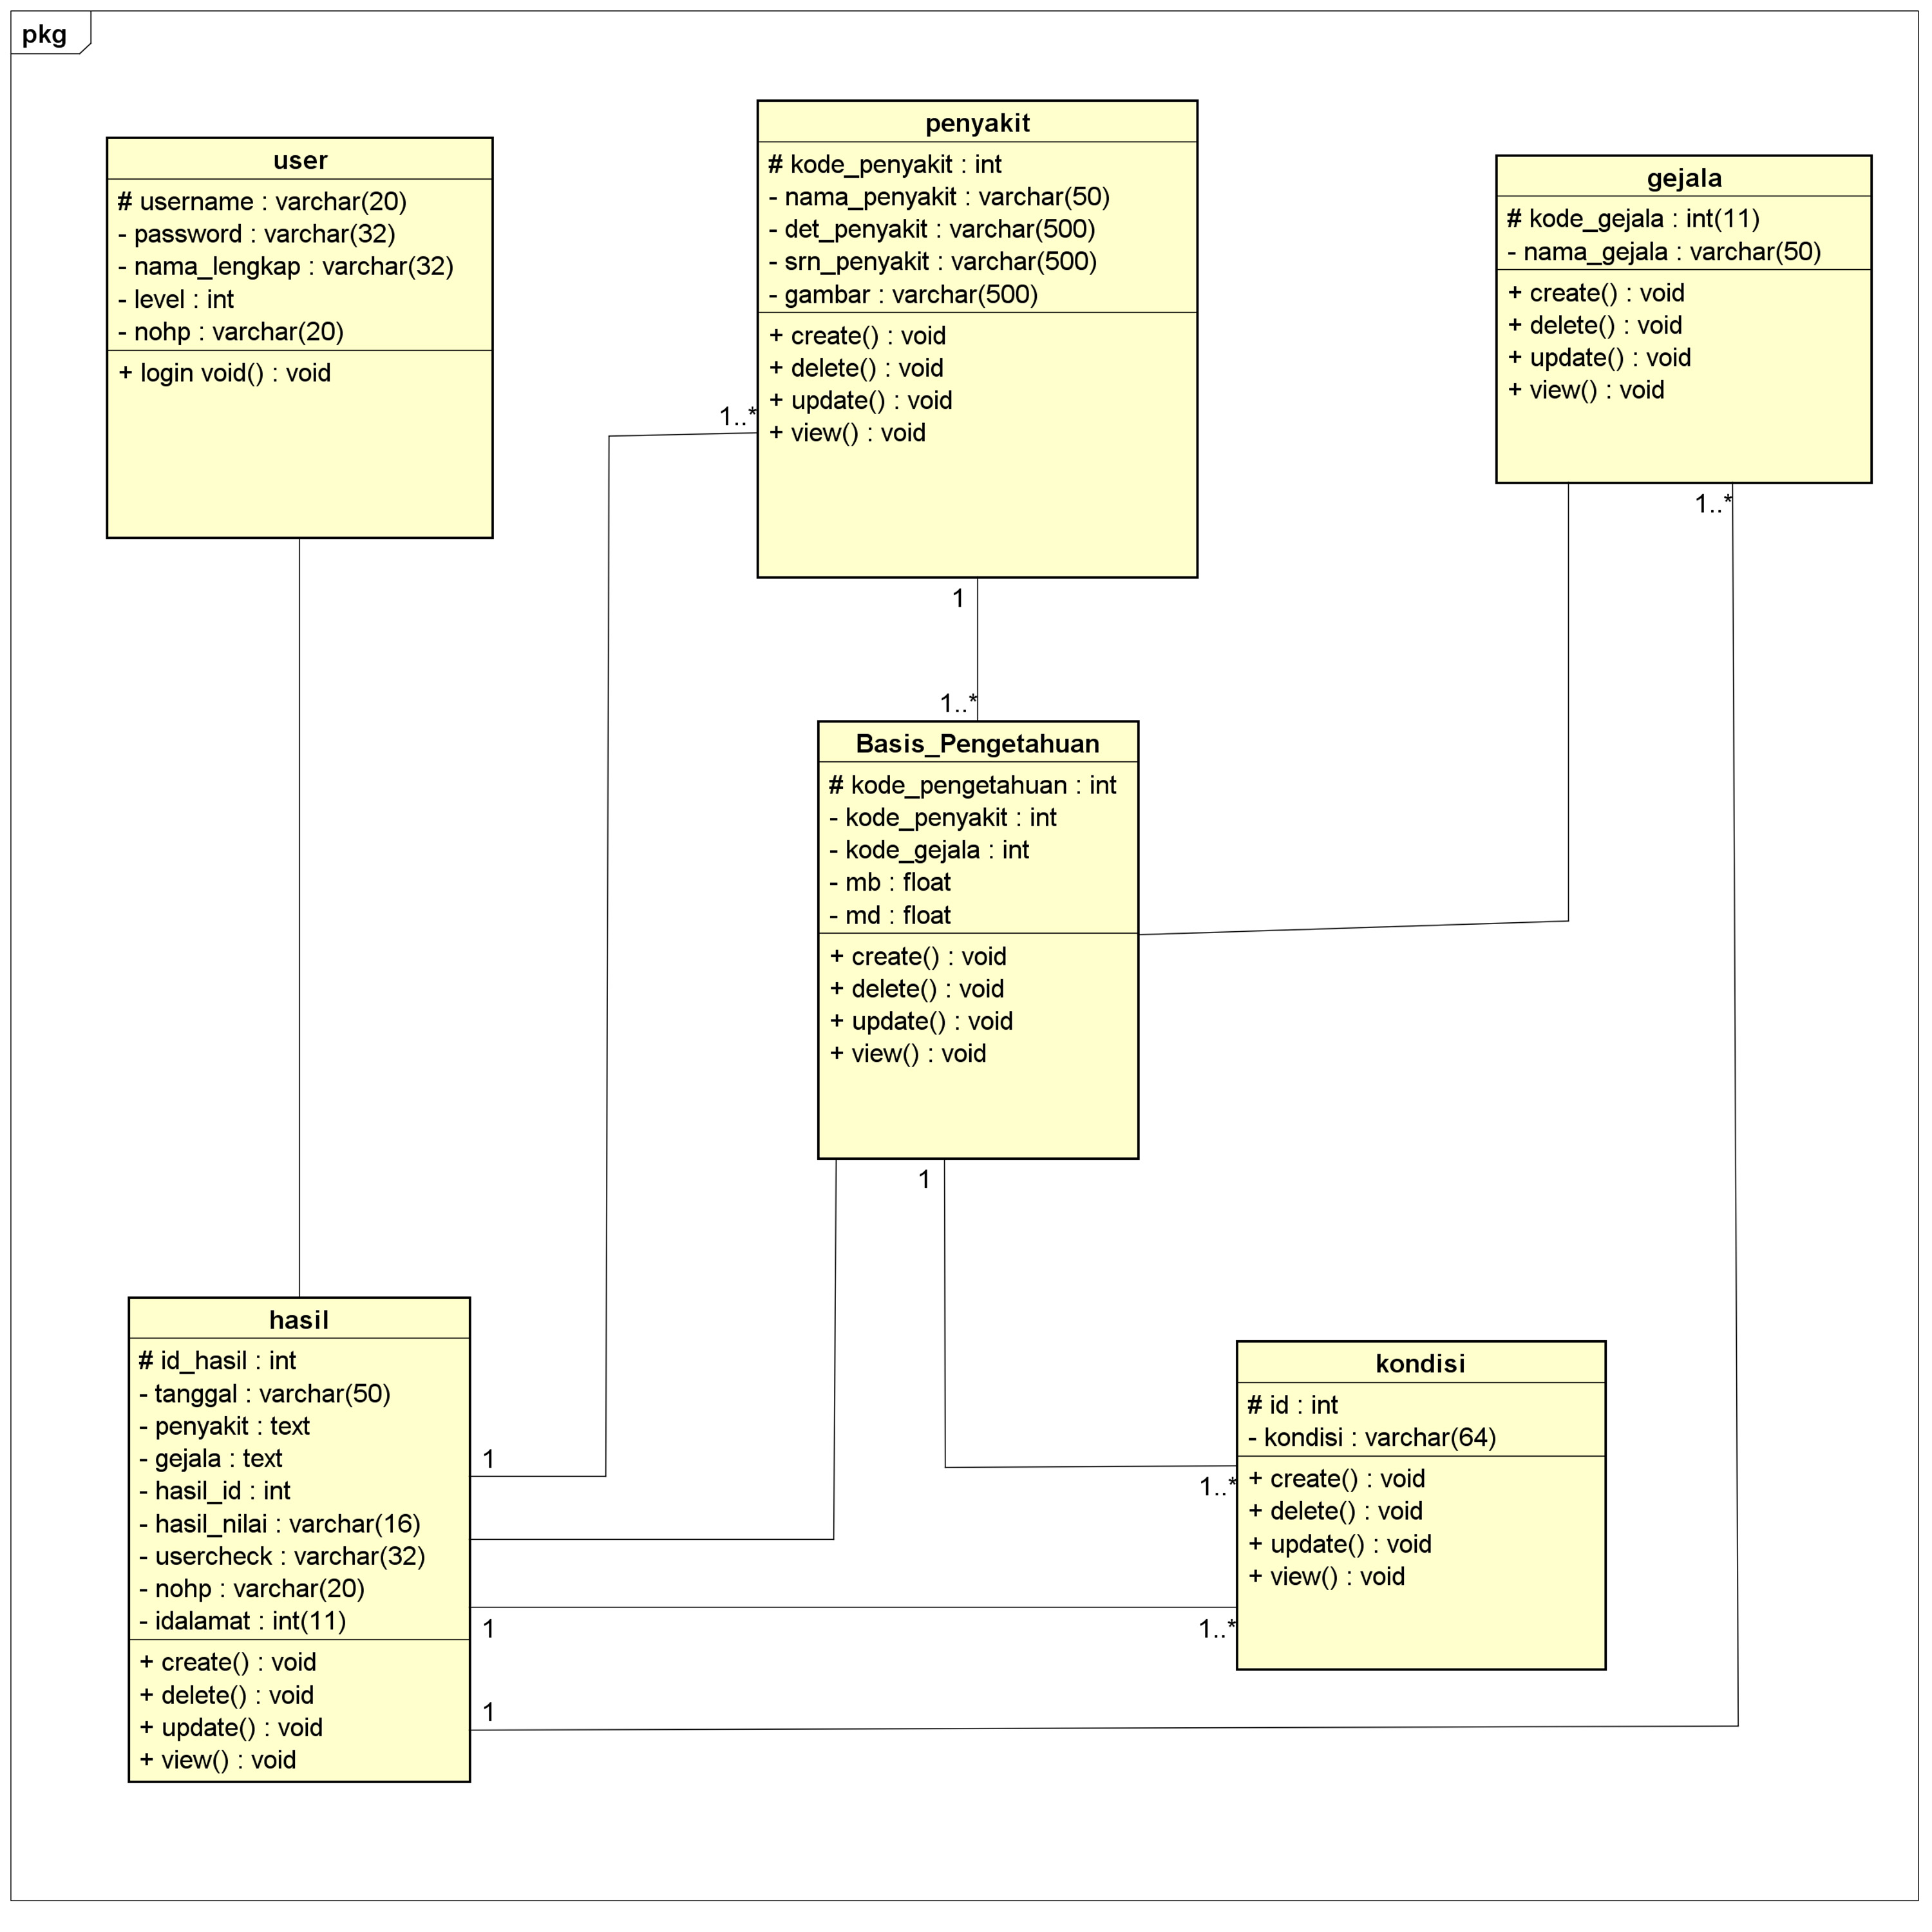 pkg
user
# username : varchar(20)
- password : varchar(32)
- nama_lengkap : varchar(32)
- level : int
- nohp : varchar(20)
+ login void() : void
penyakit
# kode_penyakit : int
- nama_penyakit : varchar(50)
- det_penyakit : varchar(500)
- srn_penyakit : varchar(500)
- gambar : varchar(500)
+ create() : void
+ delete() : void
+ update() : void
+ view() : void
1..*
1
gejala
# kode_gejala : int(11)
- nama_gejala : varchar(50)
+ create() : void
+ delete() : void
+ update() : void
+ view() : void
1..*
1..*
Basis_Pengetahuan
# kode_pengetahuan : int
- kode_penyakit : int
- kode_gejala : int
- mb : float
- md : float
+ create() : void
+ delete() : void
+ update() : void
+ view() : void
1
hasil
# id_hasil : int
- tanggal : varchar(50)
- penyakit : text
- gejala : text
- hasil_id : int
- hasil_nilai : varchar(16)
- usercheck : varchar(32)
- nohp : varchar(20)
- idalamat : int(11)
+ create() : void
+ delete() : void
+ update() : void
+ view() : void
1
1
1
kondisi
# id : int
- kondisi : varchar(64)
+ create() : void
+ delete() : void
+ update() : void
+ view() : void
1..*
1..*